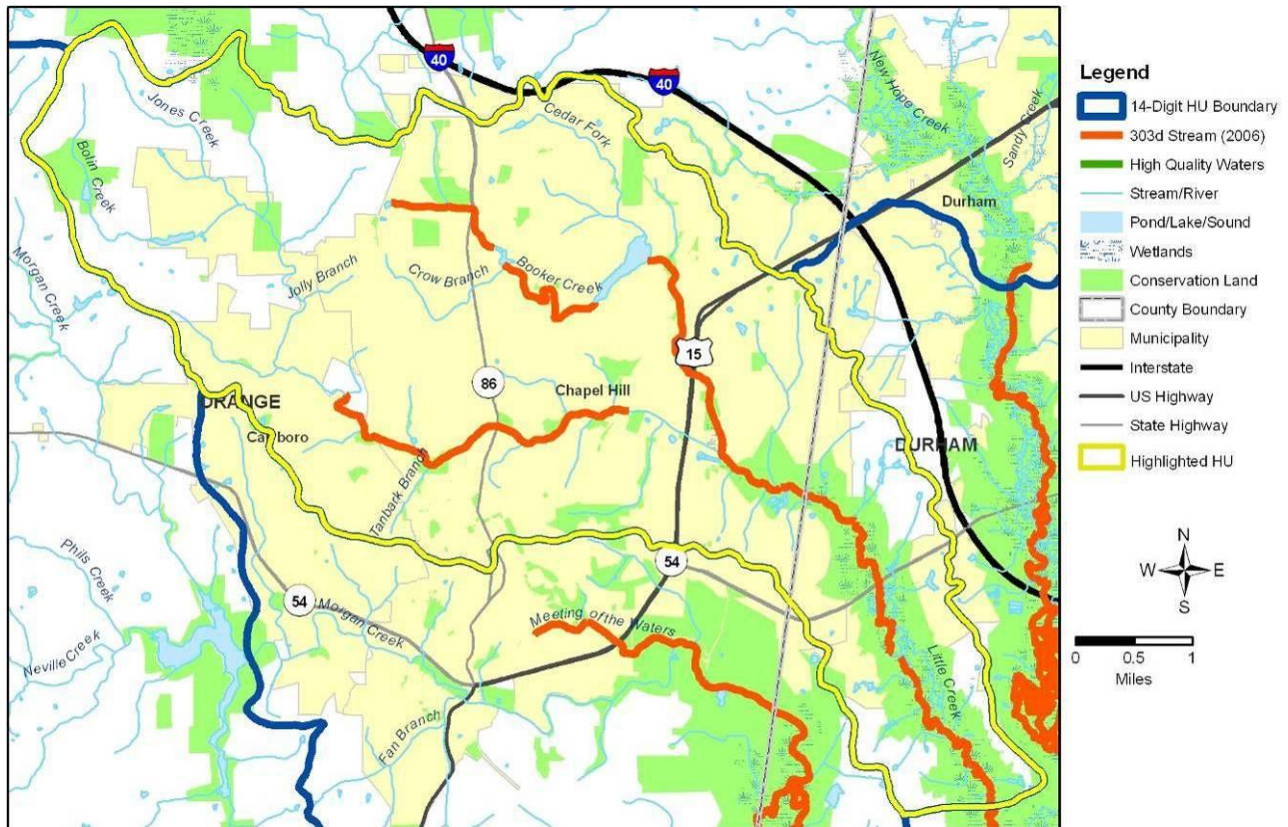 40
40
New Hope Creek
Sandy Creek
Jones Creek
Cedar Fork
Bolin Creek
Durham
Morgan Creek
Jolly Branch
Crow Branch
Booker Creek
15
86
Chapel Hill
ORANGE
Carrboro
DURHAM
Tanbark Branch
Phils Creek
54
54
Morgan Creek
Meeting of the Waters
Neville Creek
Little Creek
Fan Branch
Legend
14-Digit HU Boundary
303d Stream (2006)
High Quality Waters
Stream/River
Pond/Lake/Sound
Wetlands
Conservation Land
County Boundary
Municipality
Interstate
US Highway
State Highway
Highlighted HU
N
W E
S
0 0.5 1
Miles